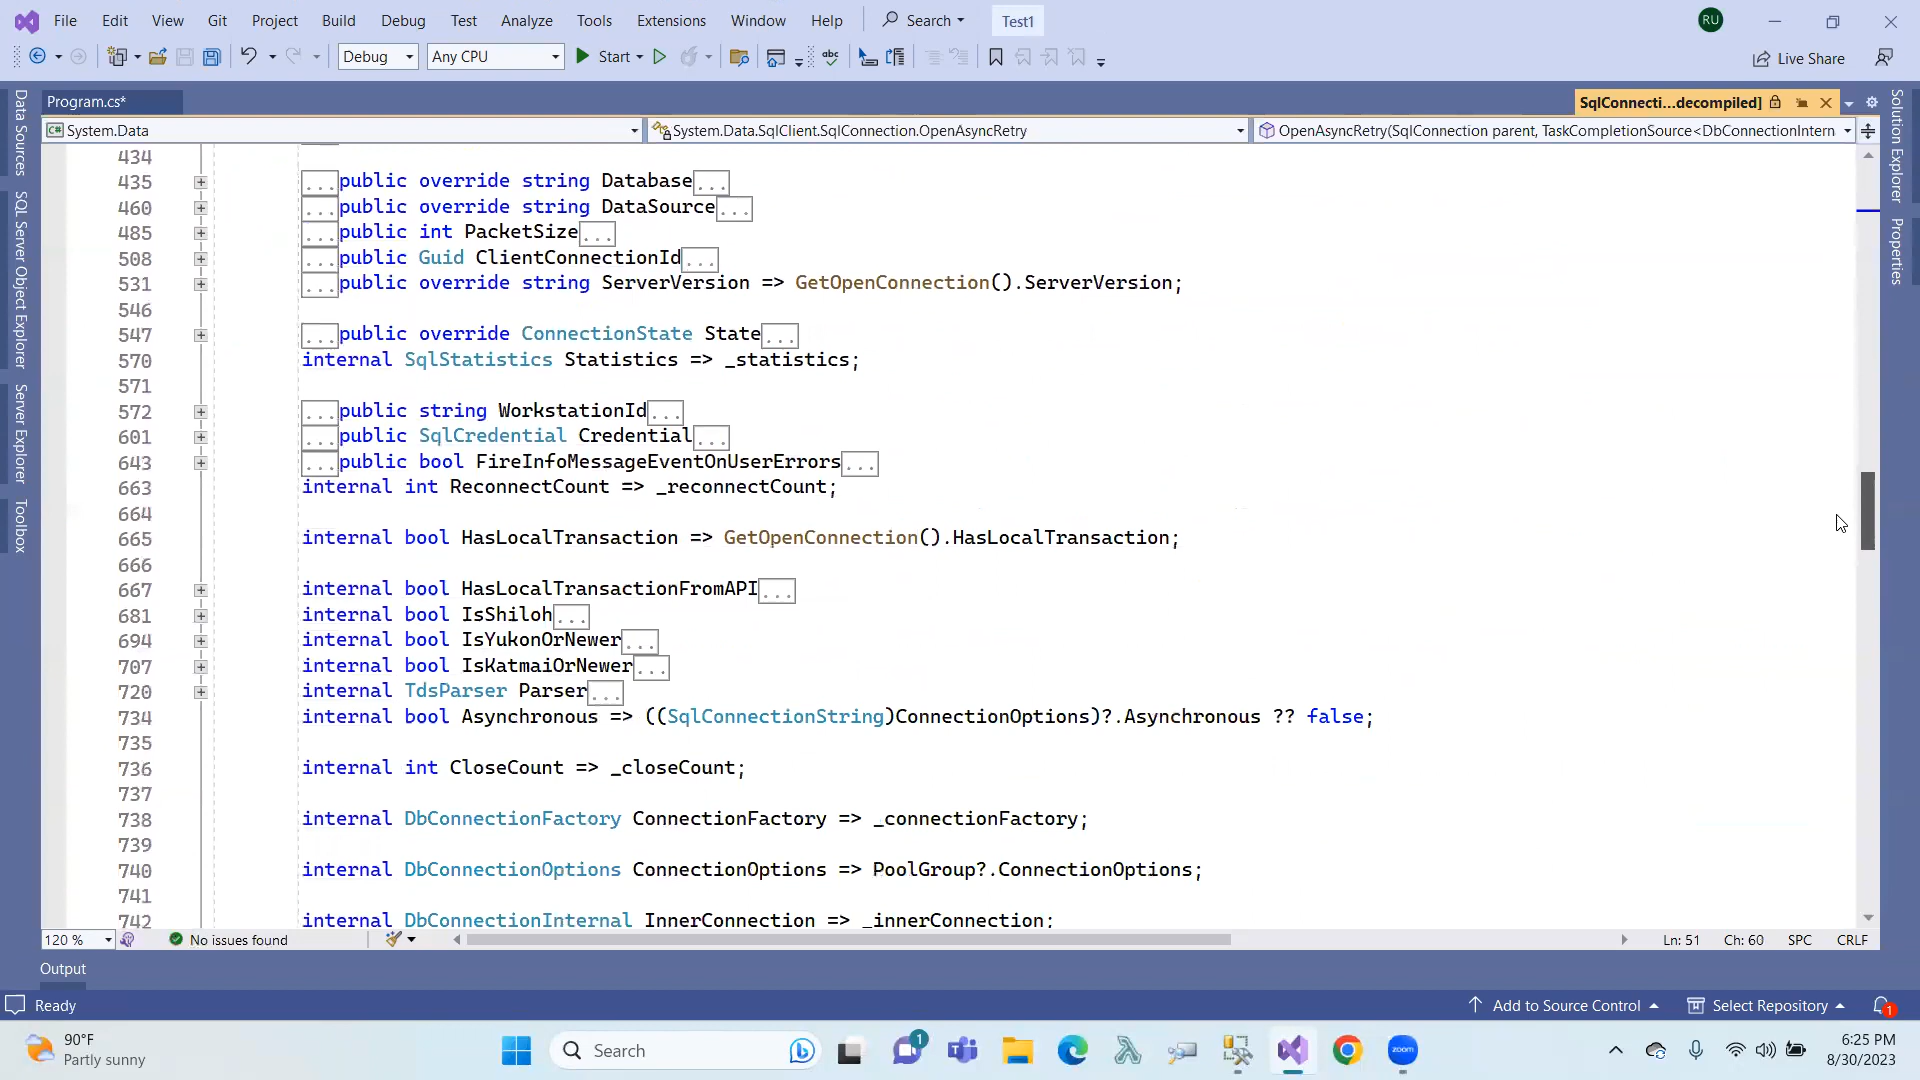 File Edit View Git Project Build Debug Test Analyze Tools Extensions Window Help Search Test1 RU
Debug Any CPU Start abc Live Share
Program.cs* SqlConnecti...decompiled]
C# System.Data System.Data.SqlClient.SqlConnection.OpenAsyncRetry OpenAsyncRetry(SqlConnection parent, TaskCompletionSource<DbConnectionIntern
Data Sources
SQL Server Object Explorer
Server Explorer
Toolbox
Solution Explorer
Properties
434
435 ...public override string Database...
460 ...public override string DataSource...
485 ...public int PacketSize...
508 ...public Guid ClientConnectionId...
531 ...public override string ServerVersion => GetOpenConnection().ServerVersion;
546
547 ...public override ConnectionState State...
570 internal SqlStatistics Statistics => _statistics;
571
572 ...public string WorkstationId...
601 ...public SqlCredential Credential...
643 ...public bool FireInfoMessageEventOnUserErrors...
663 internal int ReconnectCount => _reconnectCount;
664
665 internal bool HasLocalTransaction => GetOpenConnection().HasLocalTransaction;
666
667 internal bool HasLocalTransactionFromAPI...
681 internal bool IsShiloh...
694 internal bool IsYukonOrNewer...
707 internal bool IsKatmaiOrNewer...
720 internal TdsParser Parser...
734 internal bool Asynchronous => ((SqlConnectionString)ConnectionOptions)?.Asynchronous ?? false;
735
736 internal int CloseCount => _closeCount;
737
738 internal DbConnectionFactory ConnectionFactory => _connectionFactory;
739
740 internal DbConnectionOptions ConnectionOptions => PoolGroup?.ConnectionOptions;
741
742 internal DbConnectionInternal InnerConnection => _innerConnection;
120 % No issues found Ln: 51 Ch: 60 SPC CRLF
Output
Ready Add to Source Control Select Repository 1
90°F
Partly sunny
Search 1 zoom
6:25 PM
8/30/2023